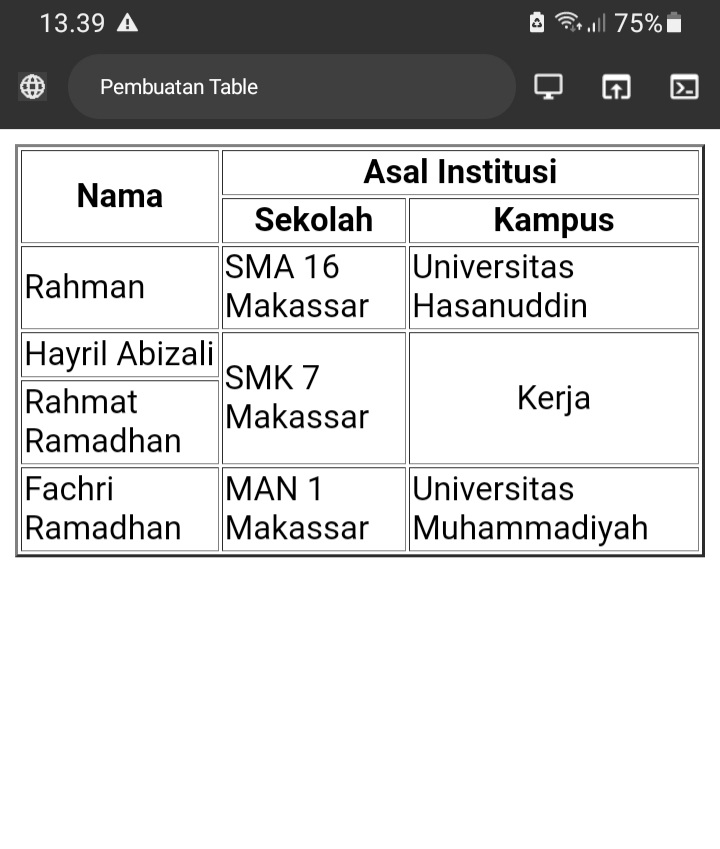 13.39
75%
Pembuatan Table
Nama
Asal Institusi
Sekolah
Kampus
Rahman
SMA 16
Makassar
Universitas
Hasanuddin
Hayril Abizali
SMK 7
Makassar
Kerja
Rahmat
Ramadhan
Fachri
Ramadhan
MAN 1
Makassar
Universitas
Muhammadiyah